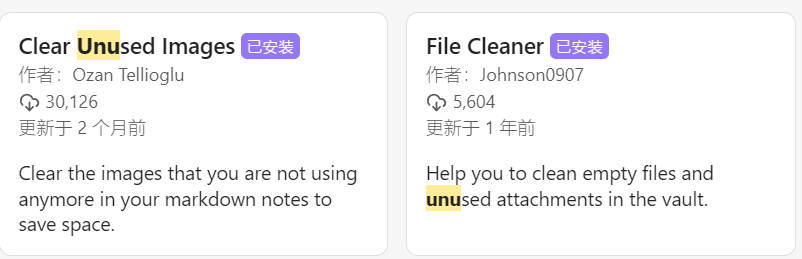 Clear Unused Images 已安装
作者：Ozan Tellioglu
30,126
更新于 2 个月前
Clear the images that you are not using
anymore in your markdown notes to
save space.
File Cleaner 已安装
作者：Johnson0907
5,604
更新于 1 年前
Help you to clean empty files and
unused attachments in the vault.